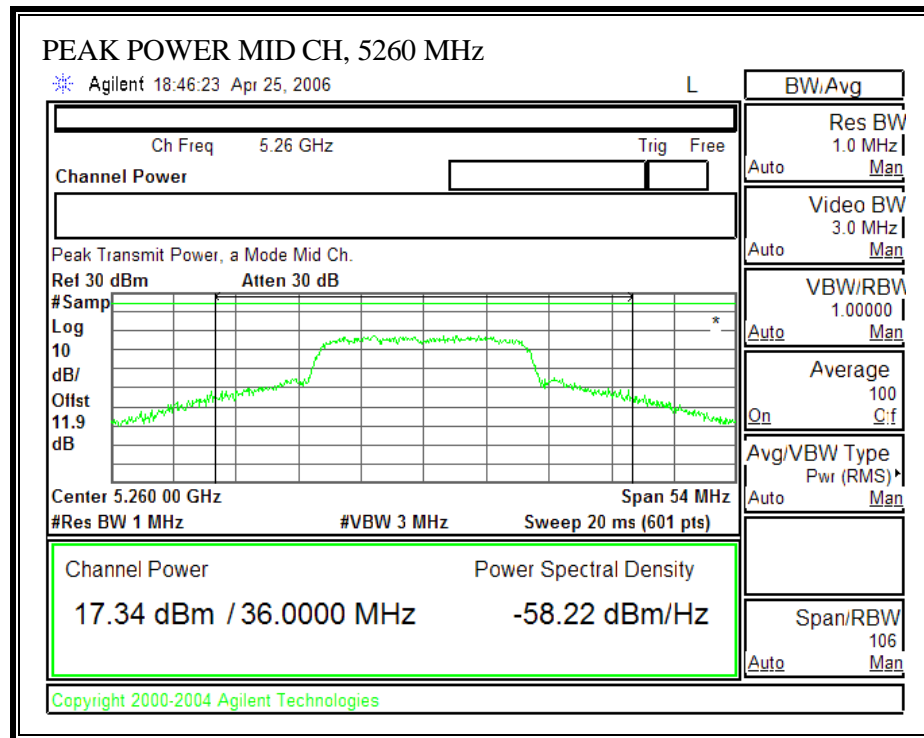 PEAK POWER MID CH, 5260 MHz
Agilent 18:46:23 Apr 25, 2006 L
Ch Freq 5.26 GHz Trig Free
Channel Power
Peak Transmit Power, a Mode Mid Ch.
Ref 30 dBm Atten 30 dB
#Samp
Log
10
dB/
Offst
11.9
dB
*
Center 5.260 00 GHz Span 54 MHz
#Res BW 1 MHz #VBW 3 MHz Sweep 20 ms (601 pts)
Channel Power Power Spectral Density
17.34 dBm / 36.0000 MHz -58.22 dBm/Hz
Copyright 2000-2004 Agilent Technologies
BW/Avg
Res BW
1.0 MHz
Auto Man
Video BW
3.0 MHz
Auto Man
VBW/RBW
1.00000
Auto Man
Average
100
On
Avg/VBW Type
Pwr (RMS)
Auto Man
Span/RBW
106
Auto Man